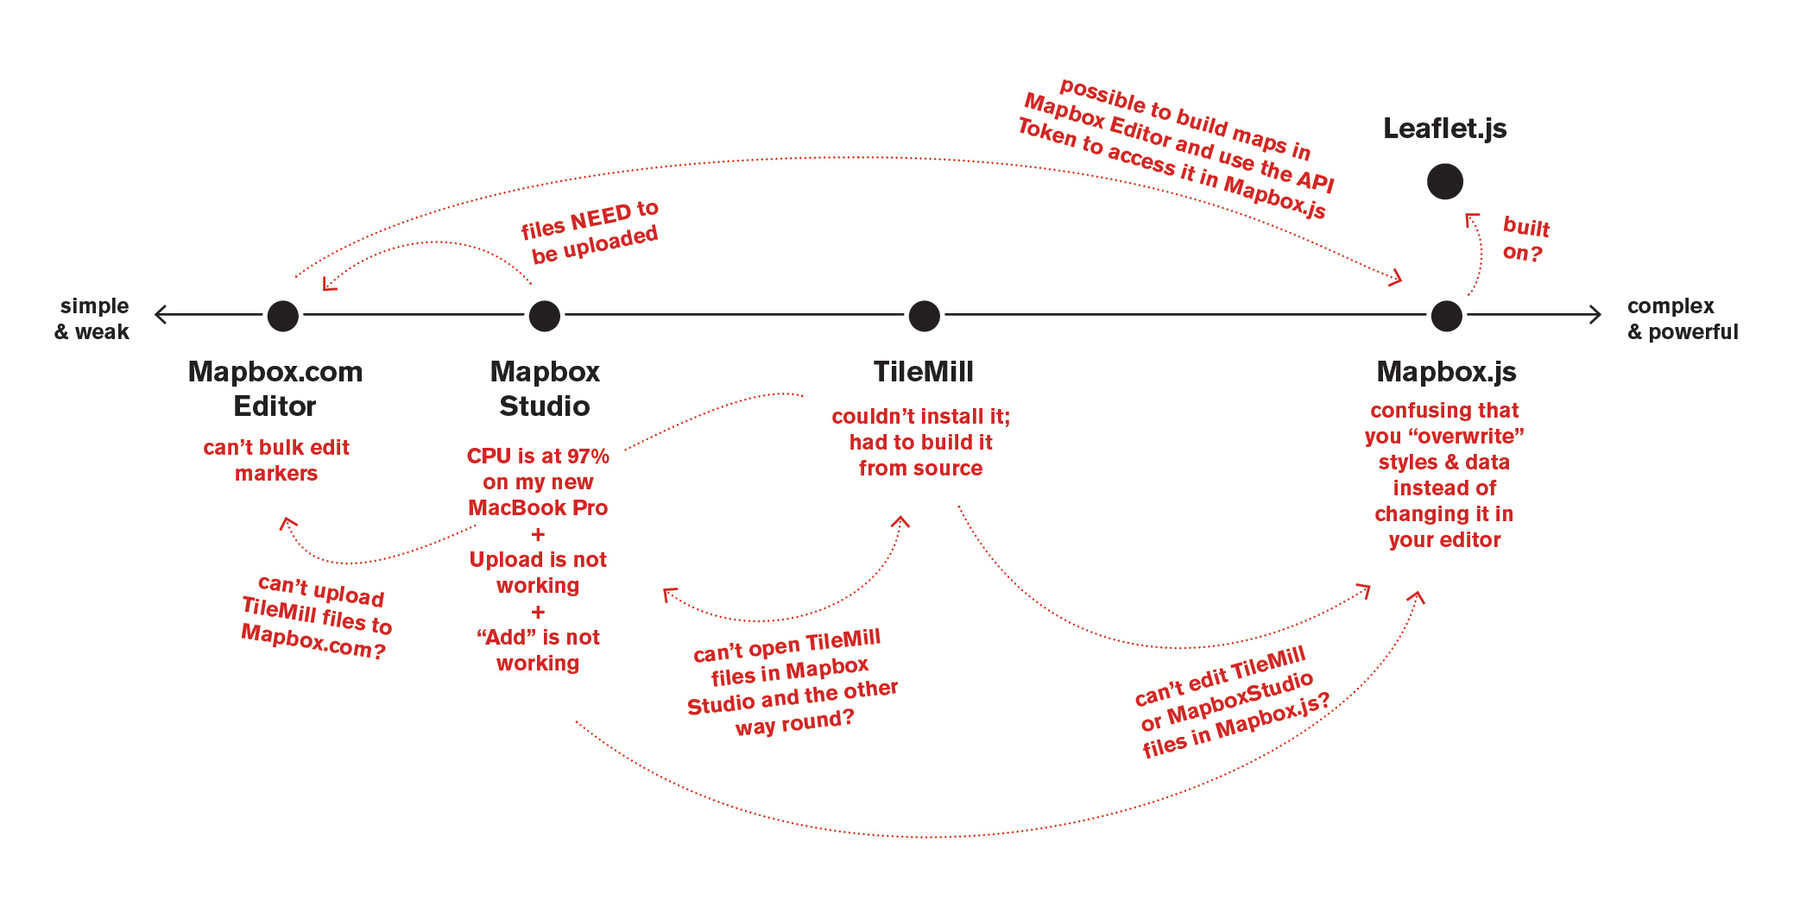 possible to build maps in
Mapbox Editor and use the API
Token to access it in Mapbox.js
Leaflet.js
files NEED to
be uploaded
built
on?
simple
& weak
complex
& powerful
Mapbox.com
Editor
can’t bulk edit
markers
Mapbox
Studio
CPU is at 97%
on my new
MacBook Pro
+
Upload is not
working
+
“Add” is not
working
TileMill
couldn’t install it;
had to build it
from source
Mapbox.js
confusing that
you “overwrite”
styles & data
instead of
changing it in
your editor
can’t upload
TileMill files to
Mapbox.com?
can’t open TileMill
files in Mapbox
Studio and the other
way round?
can’t edit TileMill
or MapboxStudio
files in Mapbox.js?